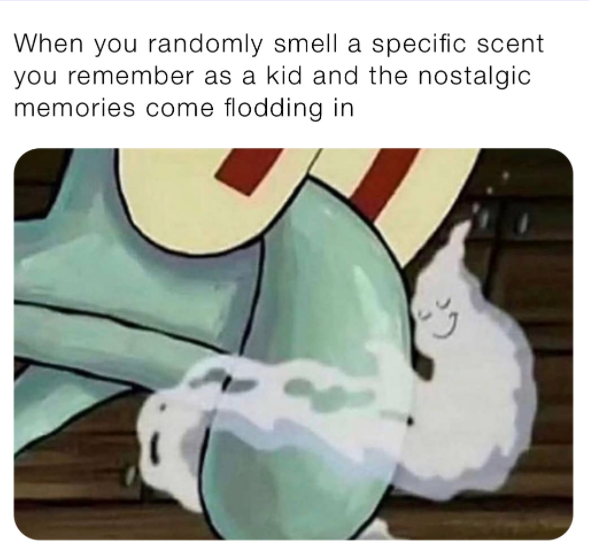 When you randomly smell a specific scent
you remember as a kid and the nostalgic
memories come flodding in